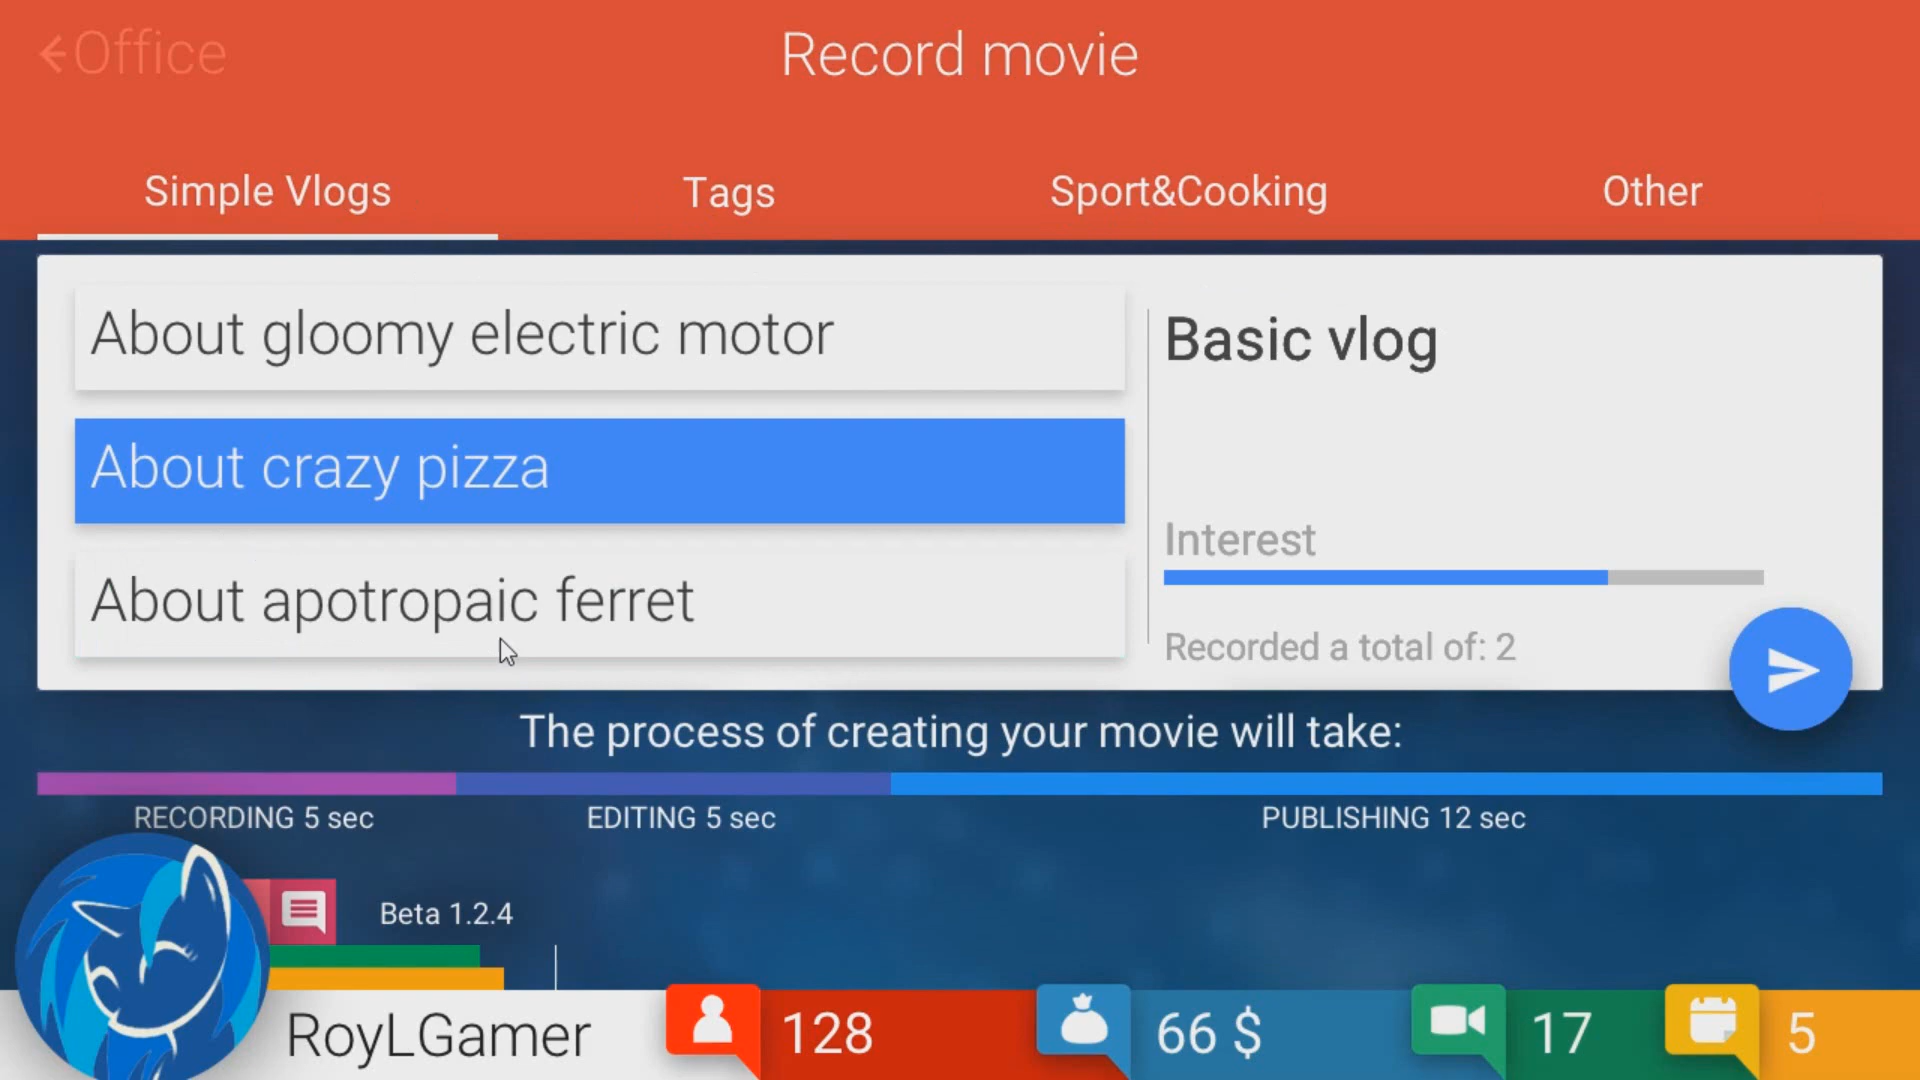 Office
Record movie
Simple Vlogs
Tags
Sport&Cooking
Other
About gloomy electric motor
About crazy pizza
About apotropaic ferret
Basic vlog
Interest
Recorded a total of: 2
The process of creating your movie will take:
RECORDING 5 sec
EDITING 5 sec
PUBLISHING 12 sec
Beta 1.2.4
RoyLGamer
128
66 $
17
5